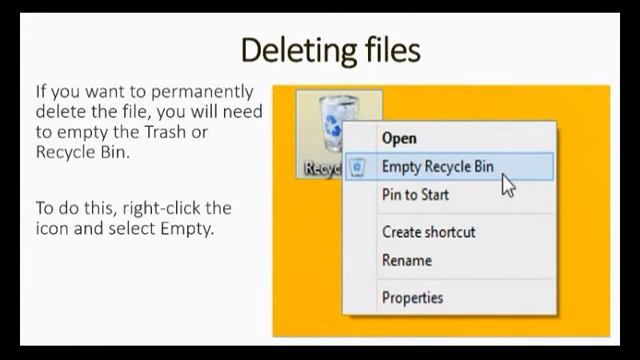 Deleting files
If you want to permanently
delete the file, you will need
to empty the Trash or
Recycle Bin.
To do this, right-click the
icon and select Empty.
Open
Empty Recycle Bin
Pin to Start
Create shortcut
Rename
Properties